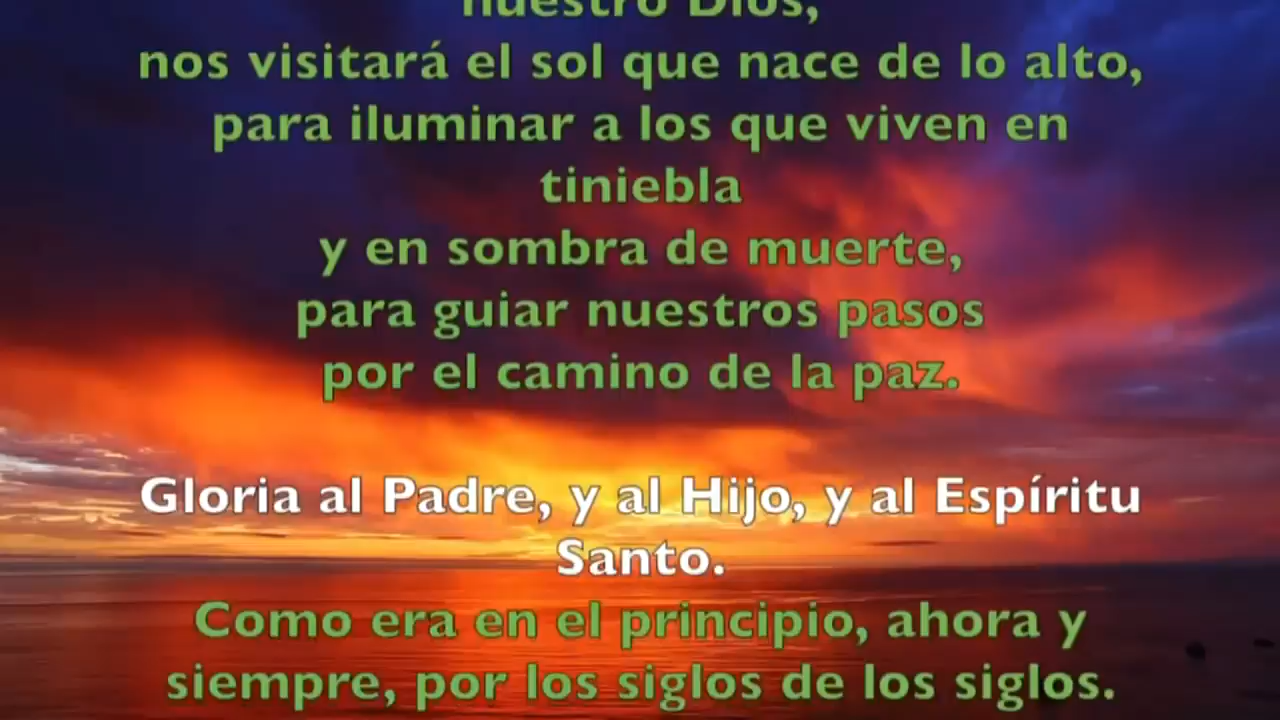 nuestro Dios,
nos visitará el sol que nace de lo alto,
para iluminar a los que viven en
tiniebla
y en sombra de muerte,
para guiar nuestros pasos
por el camino de la paz.
Gloria al Padre, y al Hijo, y al Espíritu
Santo.
Como era en el principio, ahora y
siempre, por los siglos de los siglos.